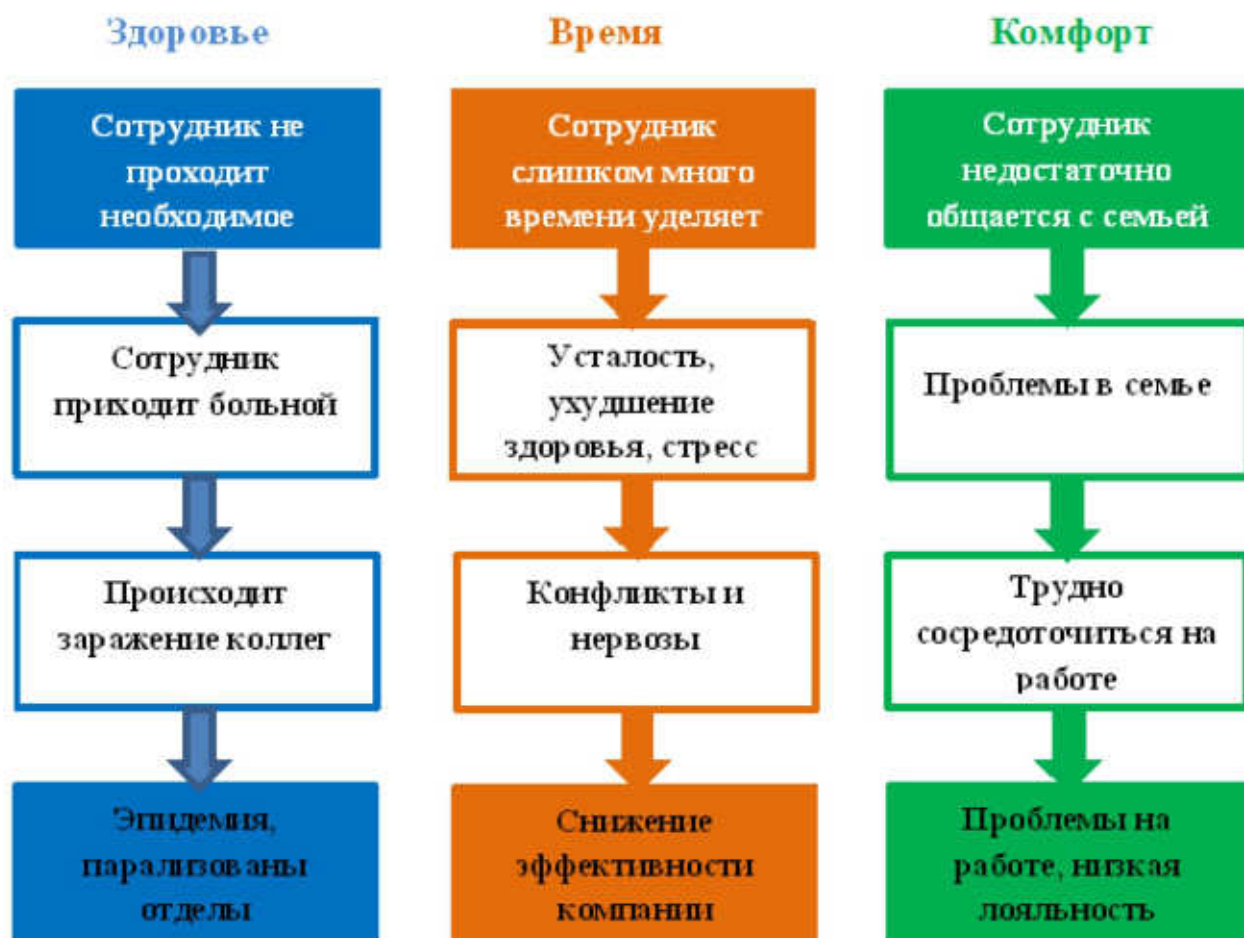 Здоровье
Сотрудник не
проходит
необходимое
Сотрудник
приходит больной
Происходит
заражение коллег
Эпидемия,
парализованы
отделы
Время
Сотрудник
слишком много
времени уделяет
Усталость,
ухудшение
здоровья, стресс
Конфликты и
нервозы
Снижение
эффективности
компании
Комфорт
Сотрудник
недостаточно
общается с семьей
Проблемы в семье
Трудно
сосредоточиться на
работе
Проблемы на
работе, низкая
лояльность